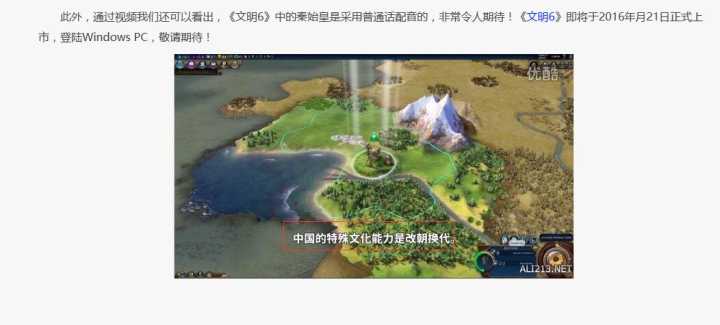 此外，通过视频我们还可以看出，《文明6》中的秦始皇是采用普通话配音的，非常令人期待！《文明6》即将于2016年月21日正式上
市，登陆Windows PC，敬请期待！
优酷
中国的特殊文化能力是改朝换代。
ALI213.NET